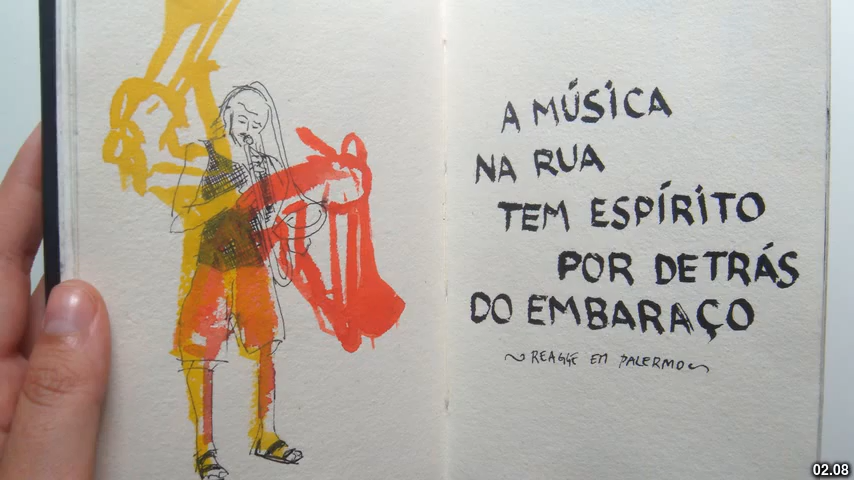 A MÚSICA
NA RUA
TEM ESPÍRITO
POR DETRÁS
DO EMBARAÇO
~ REAGGE EM PALERMO ~
02.08